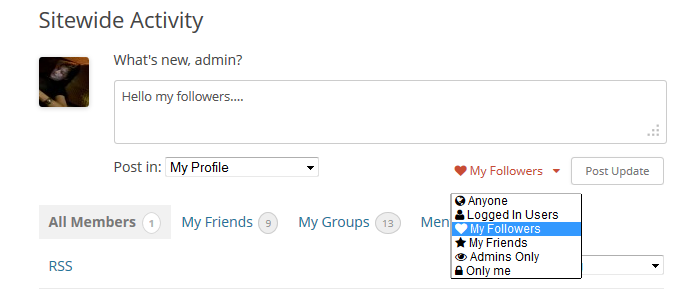 Sitewide Activity
What's new, admin?
Hello my followers....
Post in: My Profile My Followers Post Update
Anyone
Logged In Users
My Followers
My Friends
Admins Only
Only me
All Members 1 My Friends 9 My Groups 13
RSS